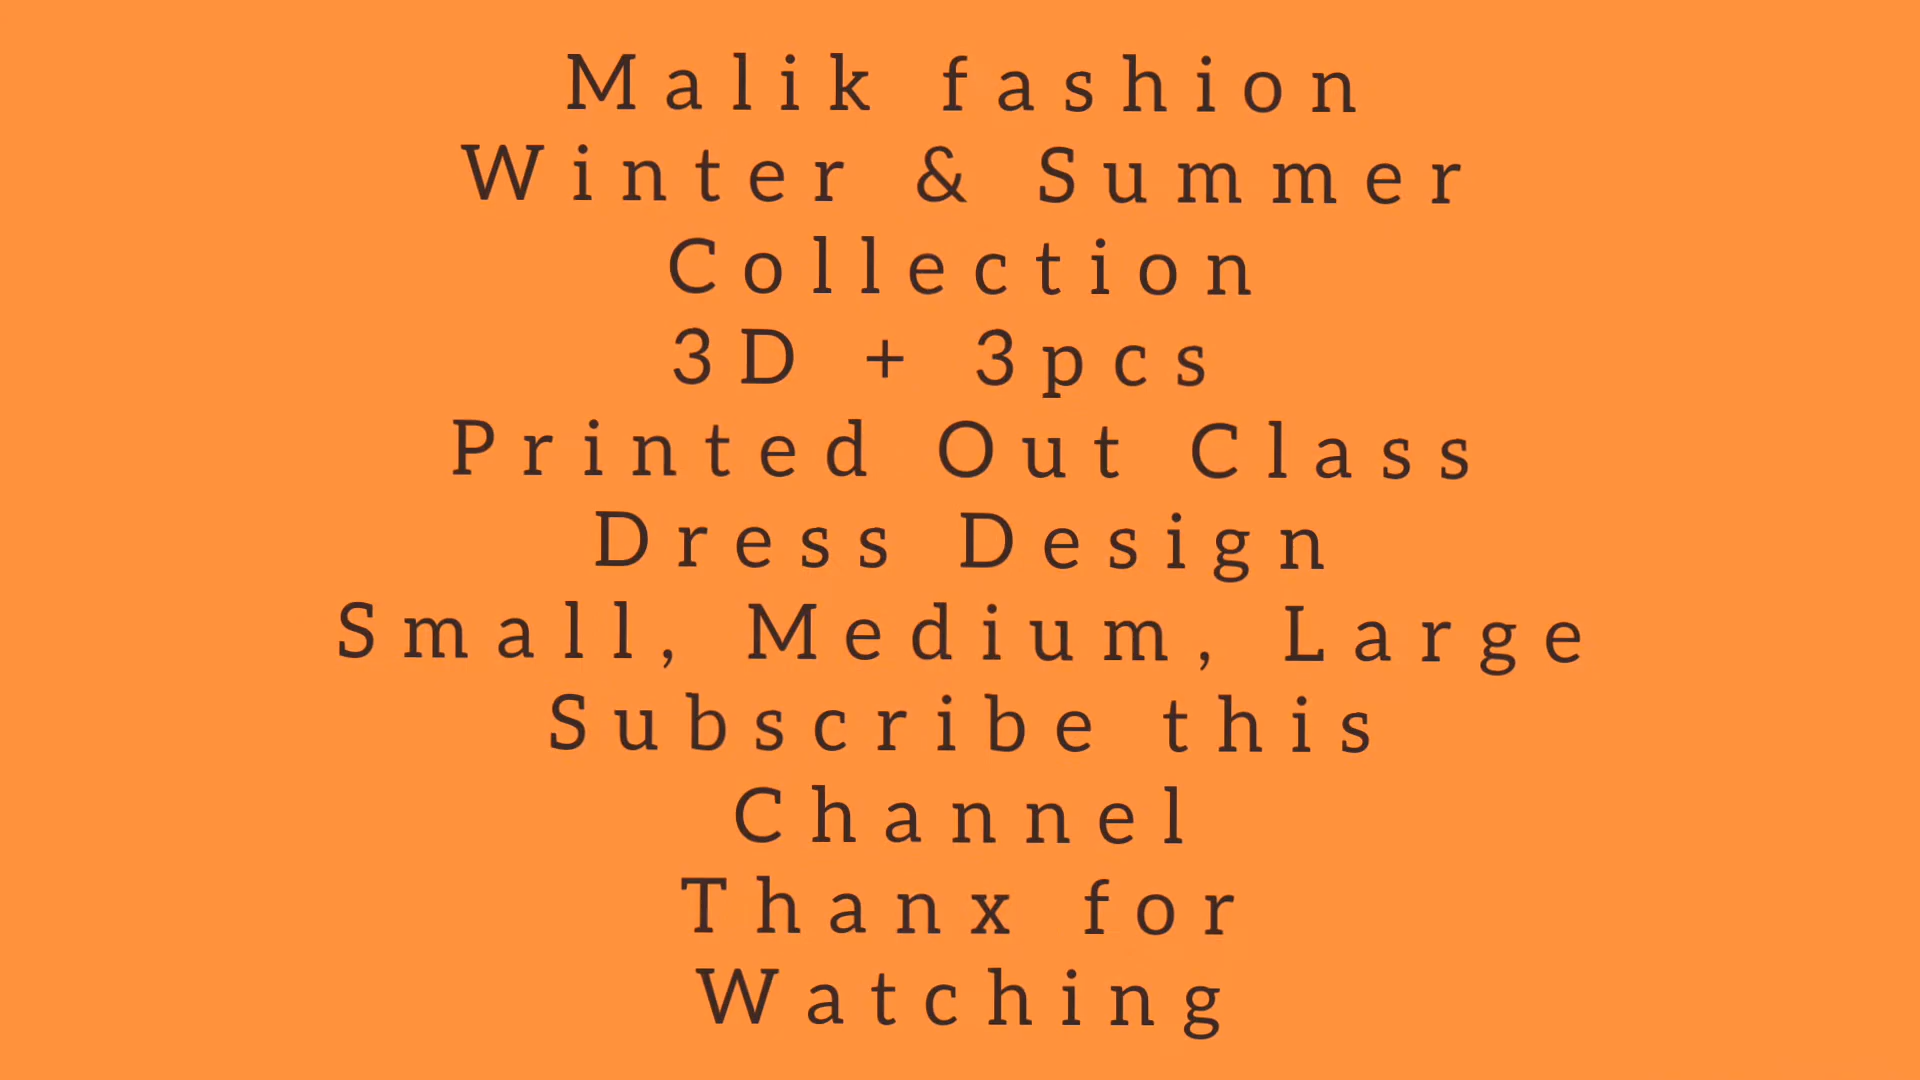 Malik fashion
Winter & Summer
Collection
3D + 3pcs
Printed Out Class
Dress Design
Small, Medium, Large
Subscribe this
Channel
Thanx for
Watching